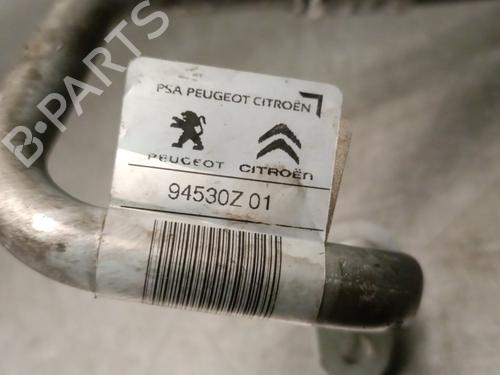 B-PARTS
PSA PEUGEOT CITROËN
PEUGEOT CITROËN
94530Z 01